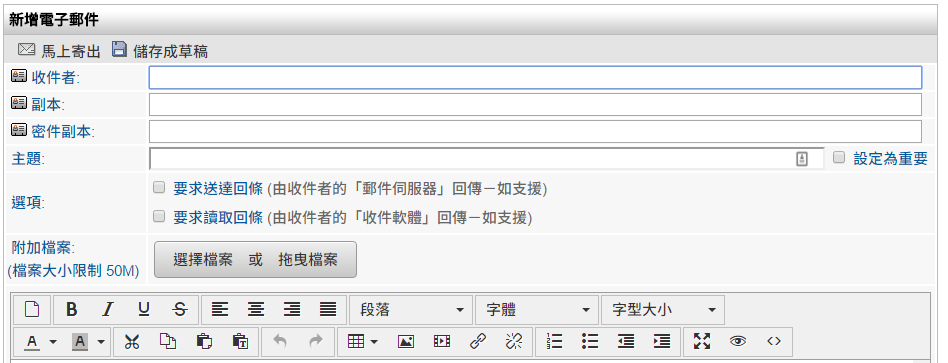 新增電子郵件
馬上寄出 儲存成草稿
收件者:
副本:
密件副本:
主題: 設定為重要
選項:
要求送達回條 (由收件者的「郵件伺服器」回傳－如支援)
要求讀取回條 (由收件者的「收件軟體」回傳－如支援)
附加檔案:
(檔案大小限制 50M)
選擇檔案 或 拖曳檔案
B I U S 段落 字體 字型大小
A A